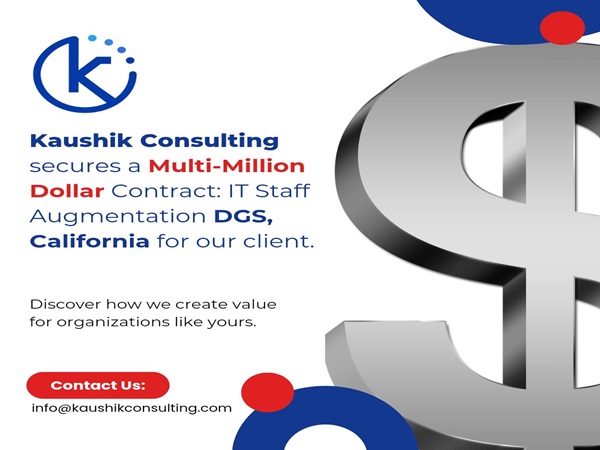 Kaushik Consulting
secures a Multi-Million
Dollar Contract: IT Staff
Augmentation DGS,
California for our client.
Discover how we create value
for organizations like yours.
Contact Us:
info@kaushikconsulting.com